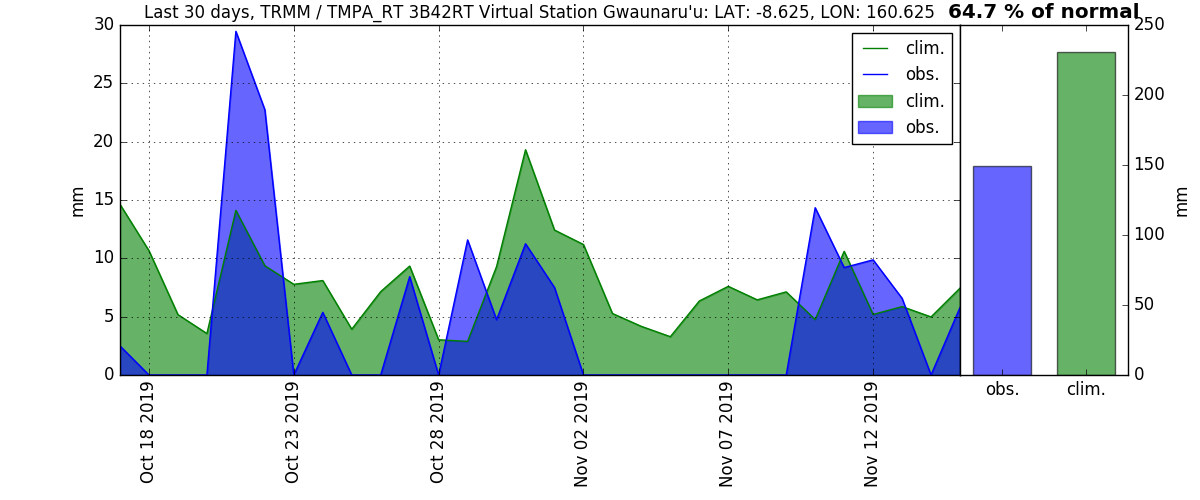 Last 30 days, TRMM / TMPA_RT 3B42RT Virtual Station Gwaunaru'u: LAT: -8.625, LON: 160.625
64.7 % of normal
30
25
20
15
10
5
0
mm
clim.
obs.
clim.
obs.
Oct 18 2019
Oct 23 2019
Oct 28 2019
Nov 02 2019
Nov 07 2019
Nov 12 2019
250
200
150
100
50
0
mm
obs.
clim.